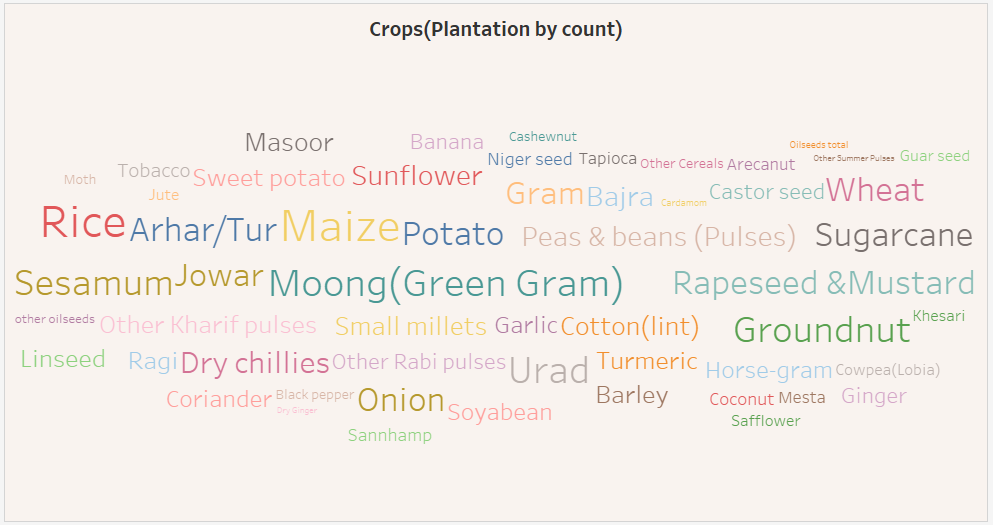 Crops(Plantation by count)
Masoor Banana Cashewnut
Oilseeds total
Niger seed Tapioca Other Cereals Arecanut Other Summer Pulses Guar seed
Moth Tobacco Sweet potato Sunflower
Jute Gram Bajra Cardamom Castor seed Wheat
Rice Arhar/Tur Maize Potato Peas & beans (Pulses) Sugarcane
Sesamum Jowar Moong(Green Gram) Rapeseed &Mustard
other oilseeds Other Kharif pulses Small millets Garlic Cotton(lint) Groundnut Khesari
Linseed Ragi Dry chillies Other Rabi pulses Urad Turmeric Horse-gram Cowpea(Lobia)
Coriander Black pepper Onion Soyabean Barley Coconut Mesta Ginger
Dry Ginger
Safflower
Sannhamp